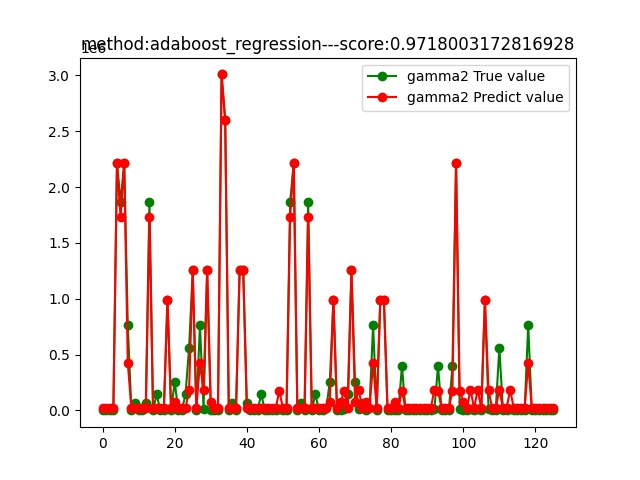 method:adaboost_regression---score:0.9718003172816928
1e6
gamma2 True value
gamma2 Predict value
3.0
2.5
2.0
1.5
1.0
0.5
0.0
0 20 40 60 80 100 120